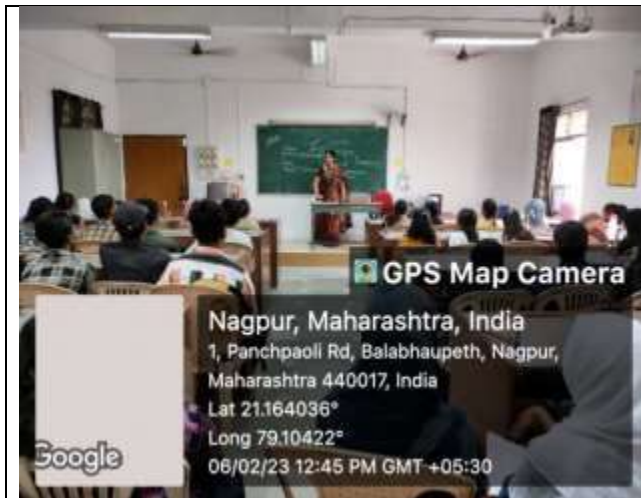 GPS Map Camera
Nagpur, Maharashtra, India
1, Panchpaoli Rd, Balabhaupeth, Nagpur,
Maharashtra 440017, India
Lat 21.164036°
Long 79.10422°
06/02/23 12:45 PM GMT +05:30
Google